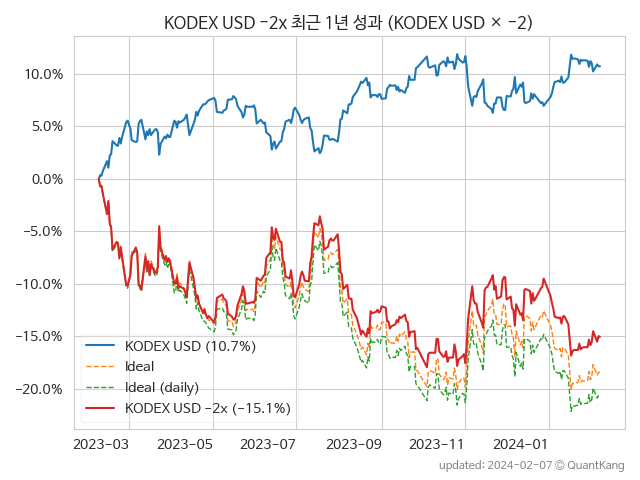 KODEX USD −2x 최근 1년 성과 (KODEX USD × −2)
10.0%
5.0%
0.0%
−5.0%
−10.0%
−15.0%
−20.0%
KODEX USD (10.7%)
Ideal
Ideal (daily)
KODEX USD −2x (−15.1%)
2023−03 2023−05 2023−07 2023−09 2023−11 2024−01
updated: 2024−02−07 © QuantKang